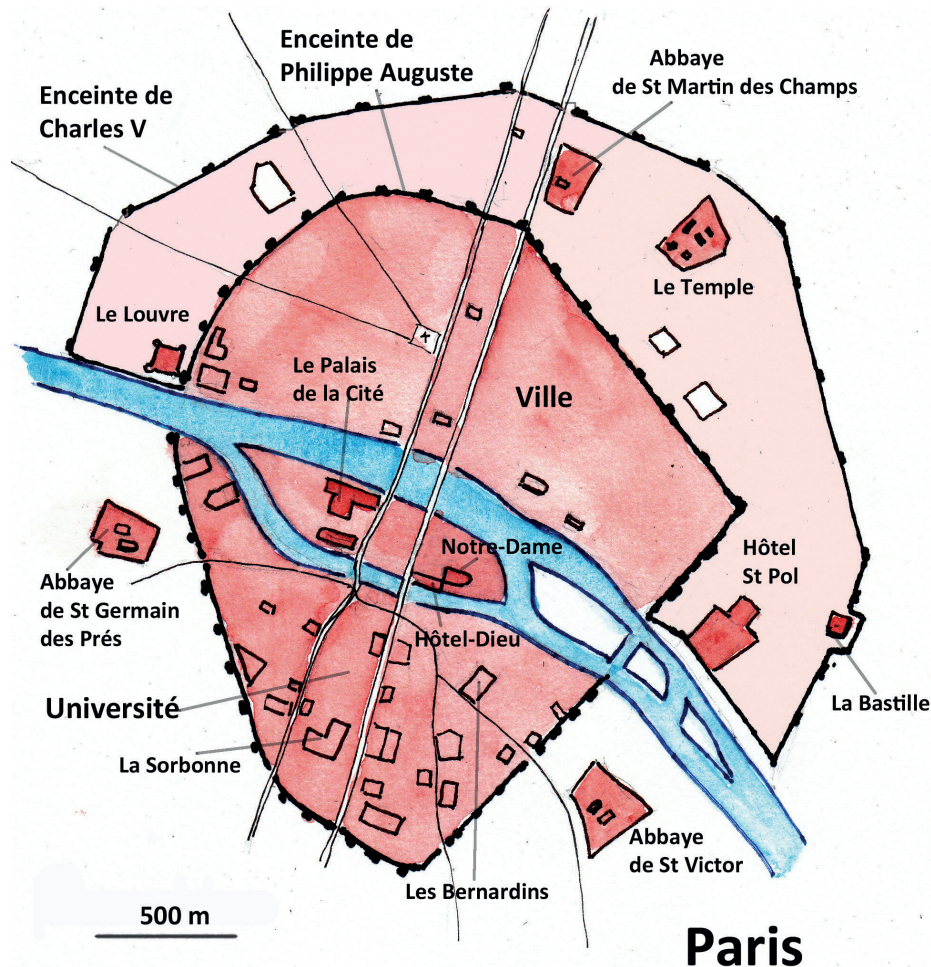 Enceinte de
Philippe Auguste
Abbaye
de St Martin des Champs
Enceinte de
Charles V
Le Temple
Le Louvre
Le Palais
de la Cité
Ville
Notre-Dame
Hôtel
St Pol
Abbaye
de St Germain
des Prés
Hôtel-Dieu
Université
La Bastille
La Sorbonne
Abbaye
de St Victor
Les Bernardins
500 m
Paris